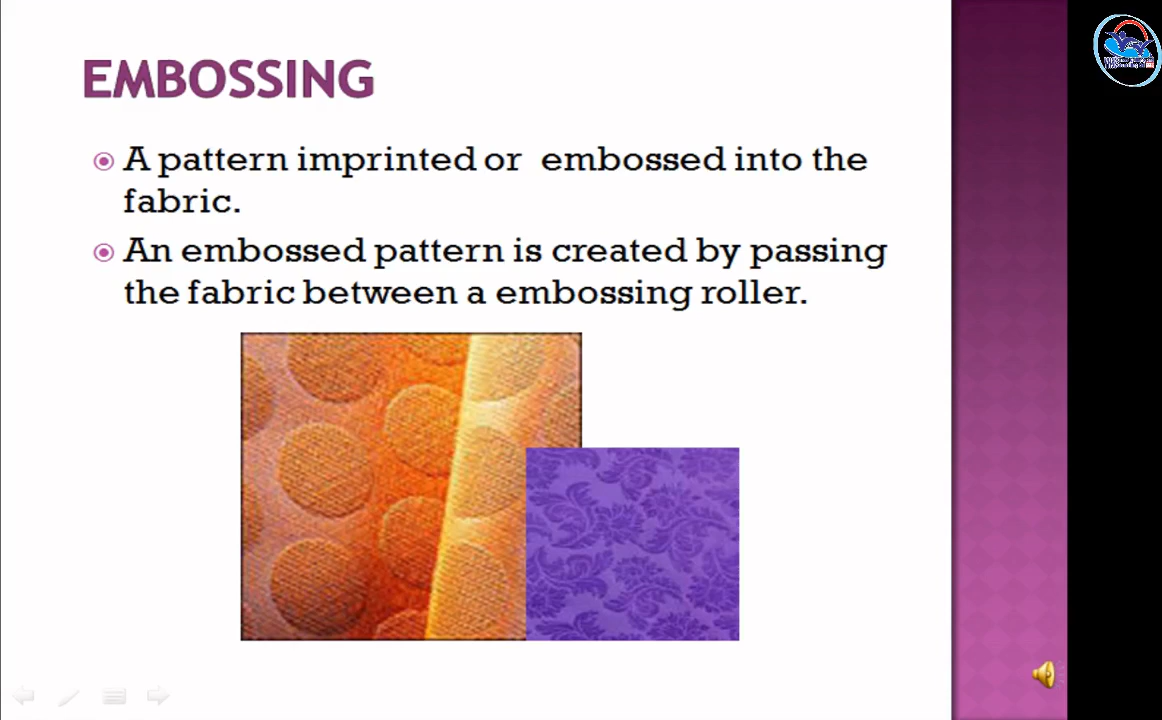 EMBOSSING
A pattern imprinted or embossed into the
fabric.
An embossed pattern is created by passing
the fabric between a embossing roller.